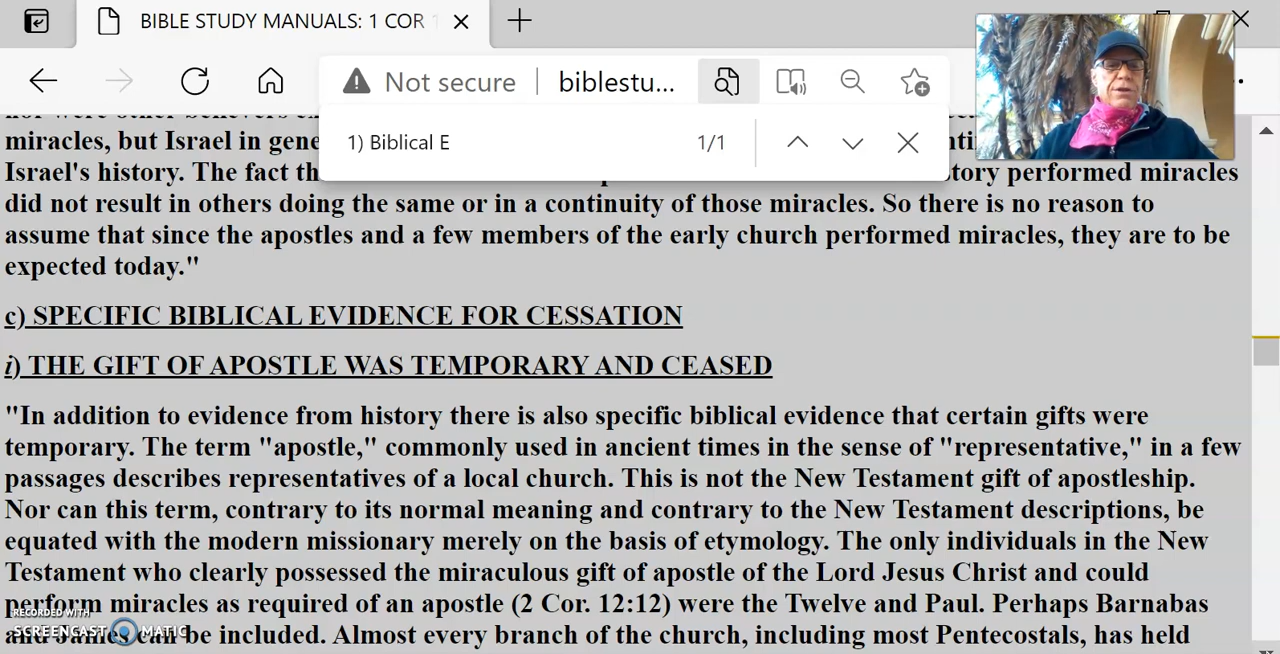 BIBLE STUDY MANUALS: 1 COR 1
Not secure | biblestu...
1) Biblical E 1/1
miracles, but Israel in gene
Israel's history. The fact th story performed miracles
did not result in others doing the same or in a continuity of those miracles. So there is no reason to
assume that since the apostles and a few members of the early church performed miracles, they are to be
expected today."
c) SPECIFIC BIBLICAL EVIDENCE FOR CESSATION
i) THE GIFT OF APOSTLE WAS TEMPORARY AND CEASED
"In addition to evidence from history there is also specific biblical evidence that certain gifts were
temporary. The term "apostle," commonly used in ancient times in the sense of "representative," in a few
passages describes representatives of a local church. This is not the New Testament gift of apostleship.
Nor can this term, contrary to its normal meaning and contrary to the New Testament descriptions, be
equated with the modern missionary merely on the basis of etymology. The only individuals in the New
Testament who clearly possessed the miraculous gift of apostle of the Lord Jesus Christ and could
perform miracles as required of an apostle (2 Cor. 12:12) were the Twelve and Paul. Perhaps Barnabas
and James can be included. Almost every branch of the church, including most Pentecostals, has held
RECORDED WITH
SCREENCAST MATIC